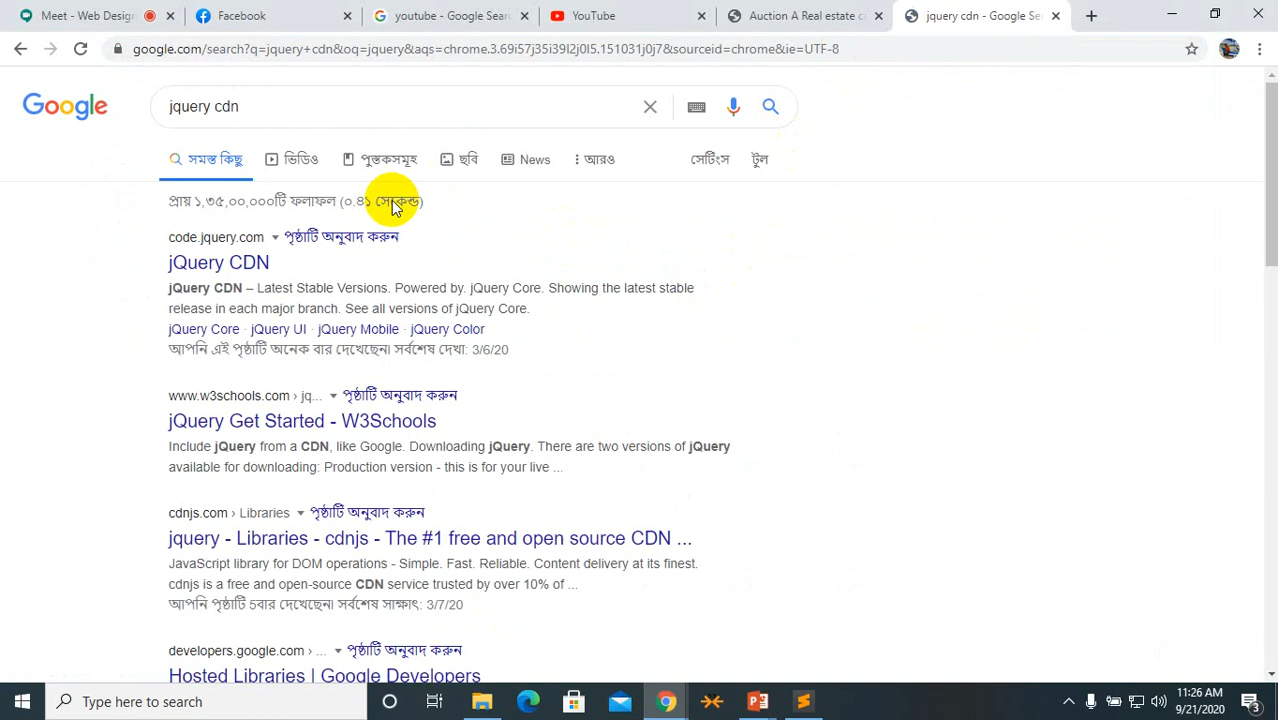 Meet - Web Design
Facebook
youtube - Google Sear
YouTube
Auction A Real estate ca
jquery cdn - Google Se
google.com/search?q=jquery+cdn&oq=jquery&aqs=chrome.3.69i57j35i39l2j0l5.151031j0j7&sourceid=chrome&ie=UTF-8
Google
jquery cdn
সমস্ত কিছু
ভিডিও
পুস্তকসমূহ
ছবি
News
আরও
সেটিংস
টুল
প্রায় ১,৩৫,০০,০০০টি ফলাফল (০.৪১ সেকেন্ড)
code.jquery.com পৃষ্ঠাটি অনুবাদ করুন
jQuery CDN
jQuery CDN – Latest Stable Versions. Powered by. jQuery Core. Showing the latest stable
release in each major branch. See all versions of jQuery Core.
jQuery Core · jQuery UI · jQuery Mobile · jQuery Color
আপনি এই পৃষ্ঠাটি অনেক বার দেখেছেন৷ সর্বশেষ দেখা: 3/6/20
www.w3schools.com › jq... পৃষ্ঠাটি অনুবাদ করুন
jQuery Get Started - W3Schools
Include jQuery from a CDN, like Google. Downloading jQuery. There are two versions of jQuery
available for downloading: Production version - this is for your live ...
cdnjs.com › Libraries পৃষ্ঠাটি অনুবাদ করুন
jquery - Libraries - cdnjs - The #1 free and open source CDN ...
JavaScript library for DOM operations - Simple. Fast. Reliable. Content delivery at its finest.
cdnjs is a free and open-source CDN service trusted by over 10% of ...
আপনি পৃষ্ঠাটি 5বার দেখেছেন৷ সর্বশেষ সাক্ষাৎ: 3/7/20
developers.google.com › ... পৃষ্ঠাটি অনুবাদ করুন
Hosted Libraries | Google Developers
Type here to search
11:26 AM
9/21/2020
3